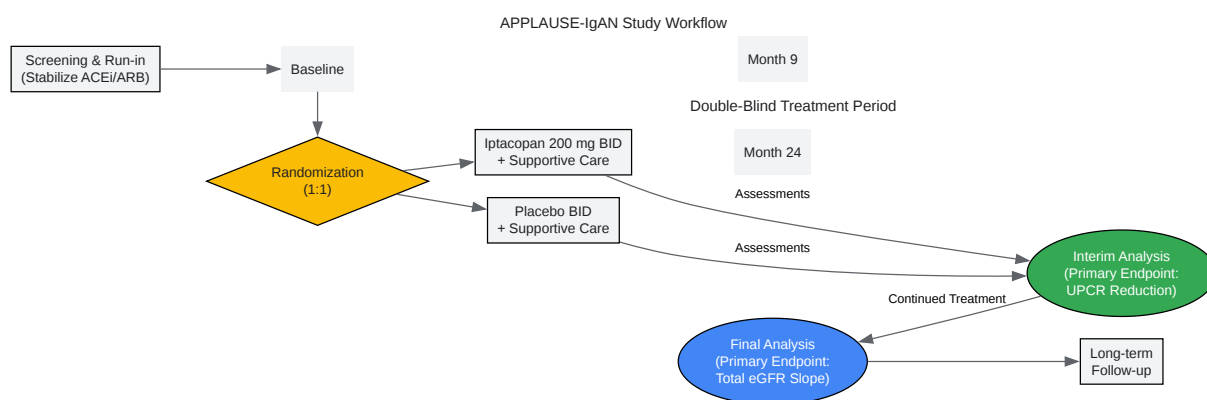 APPLAUSE-IgAN Study Workflow
Screening & Run-in
(Stabilize ACEi/ARB)
Baseline
Month 9
Double-Blind Treatment Period
Month 24
Randomization
(1:1)
Iptacopan 200 mg BID
+ Supportive Care
Placebo BID
+ Supportive Care
Assessments
Assessments
Interim Analysis
(Primary Endpoint:
UPCR Reduction)
Continued Treatment
Final Analysis
(Primary Endpoint:
Total eGFR Slope)
Long-term
Follow-up